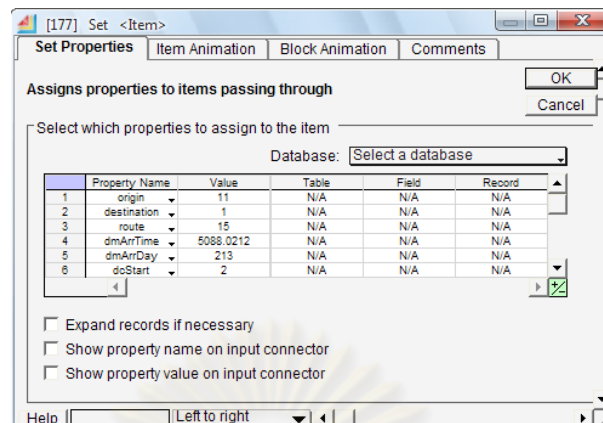 [177] Set <Item>
Set Properties Item Animation Block Animation Comments
Assigns properties to items passing through
OK
Cancel
Select which properties to assign to the item
Database: Select a database
Property Name Value Table Field Record
1 origin 11 N/A N/A N/A
2 destination 1 N/A N/A N/A
3 route 15 N/A N/A N/A
4 dmArrTime 5088.0212 N/A N/A N/A
5 dmArrDay 213 N/A N/A N/A
6 dcStart 2 N/A N/A N/A
Expand records if necessary
Show property name on input connector
Show property value on input connector
Help Left to right